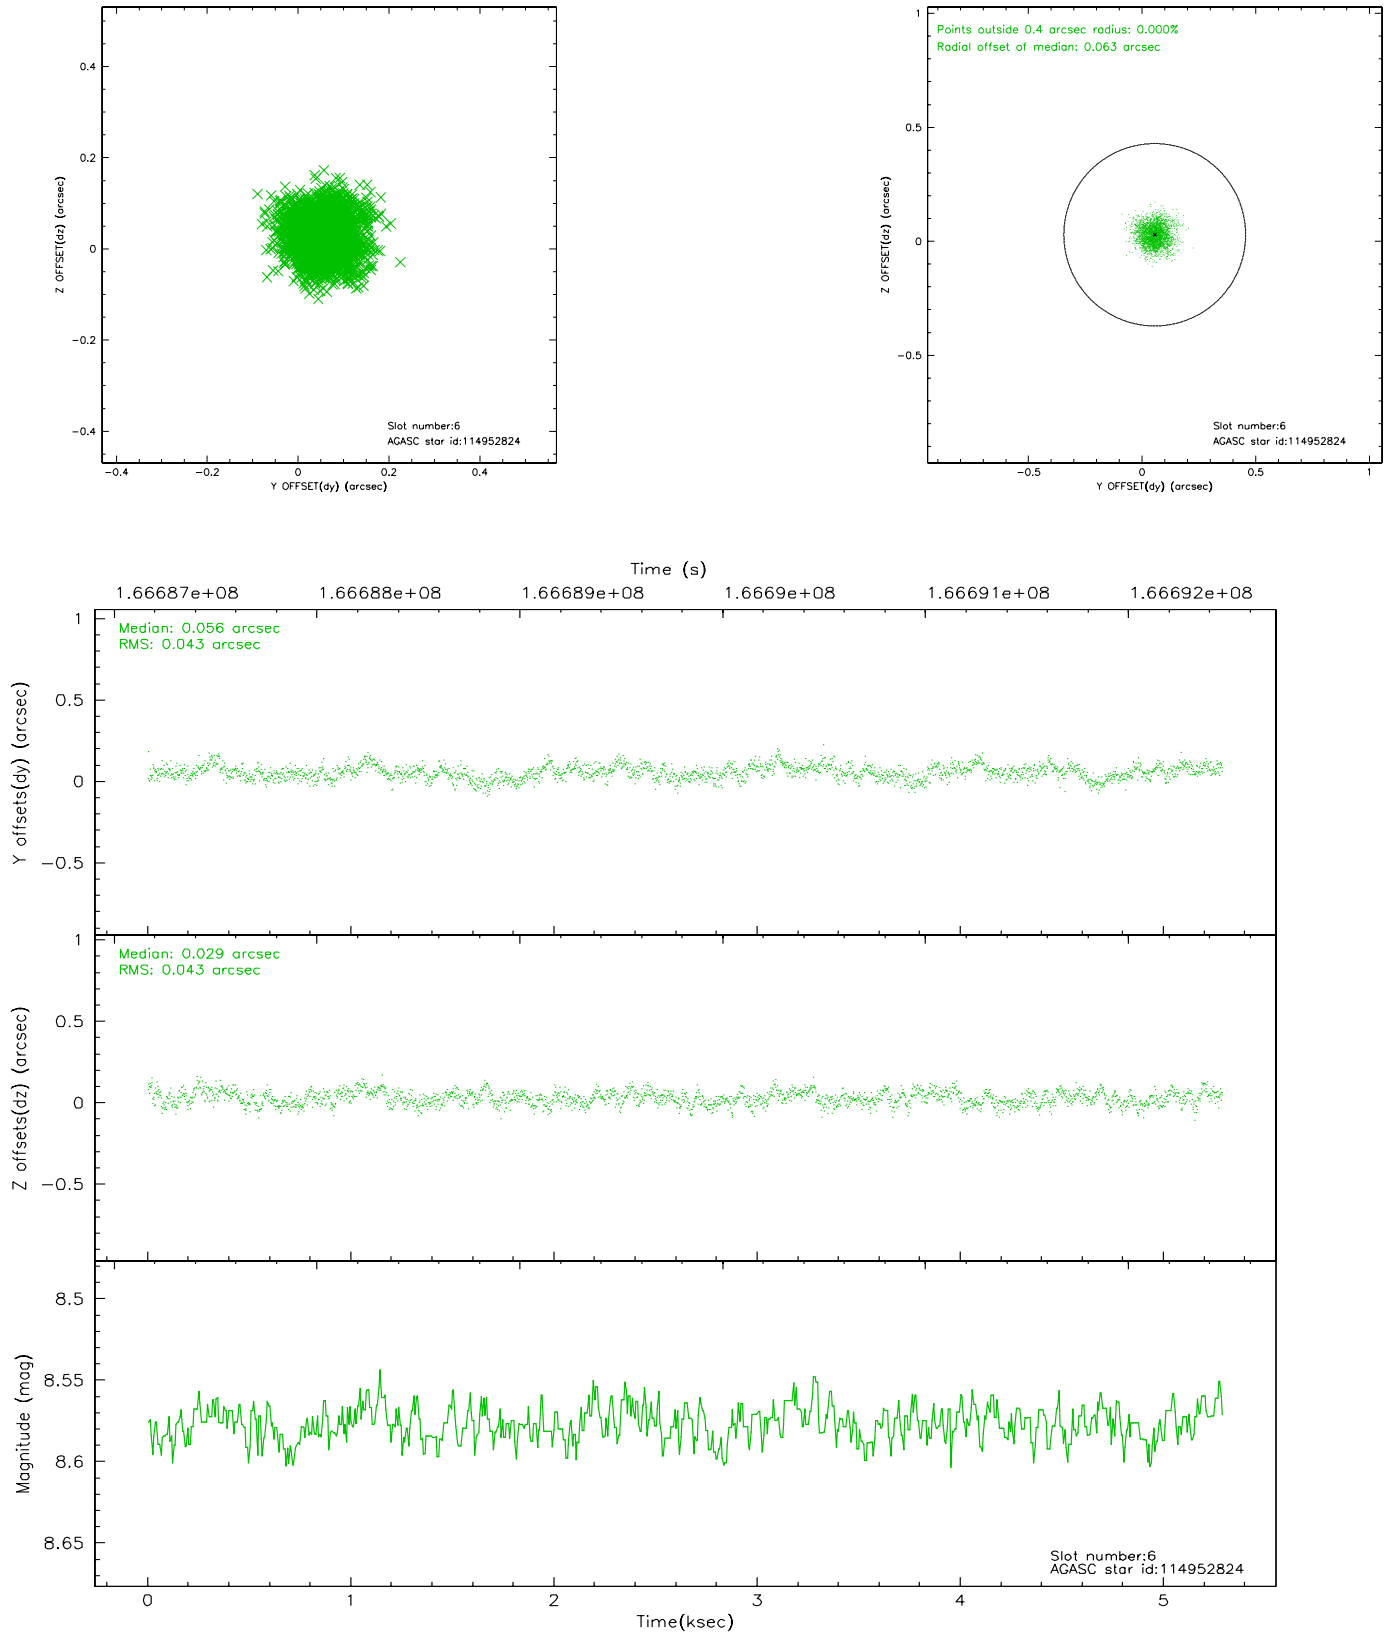 0.4
0.2
0
−0.2
−0.4
Z OFFSET(dz) (arcsec)
Slot number:6
AGASC star id:114952824
−0.4 −0.2 0 0.2 0.4
Y OFFSET(dy) (arcsec)
Points outside 0.4 arcsec radius: 0.000%
Radial offset of median: 0.063 arcsec
1
0.5
0
−0.5
Z OFFSET(dz) (arcsec)
Slot number:6
AGASC star id:114952824
−0.5 0 0.5 1
Y OFFSET(dy) (arcsec)
Time (s)
1.66687e+08 1.66688e+08 1.66689e+08 1.6669e+08 1.66691e+08 1.66692e+08
Median: 0.056 arcsec
RMS: 0.043 arcsec
1
0.5
0
−0.5
Y offsets(dy) (arcsec)
Median: 0.029 arcsec
RMS: 0.043 arcsec
1
0.5
0
−0.5
Z offsets(dz) (arcsec)
8.5
8.55
8.6
8.65
Magnitude (mag)
Slot number:6
AGASC star id:114952824
0 1 2 3 4 5
Time(ksec)